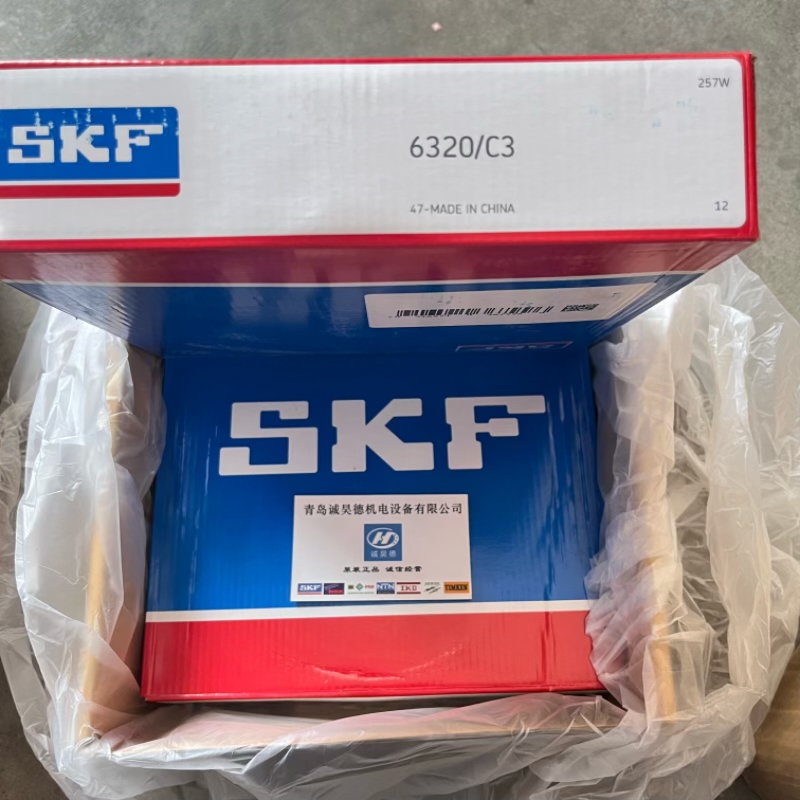 257W
SKF
6320/C3
47-MADE IN CHINA
12
SKF
青岛诚昊德机电设备有限公司
H
诚昊德
原装正品 诚信经营
SKF
NTN
IKO
TIMKEN